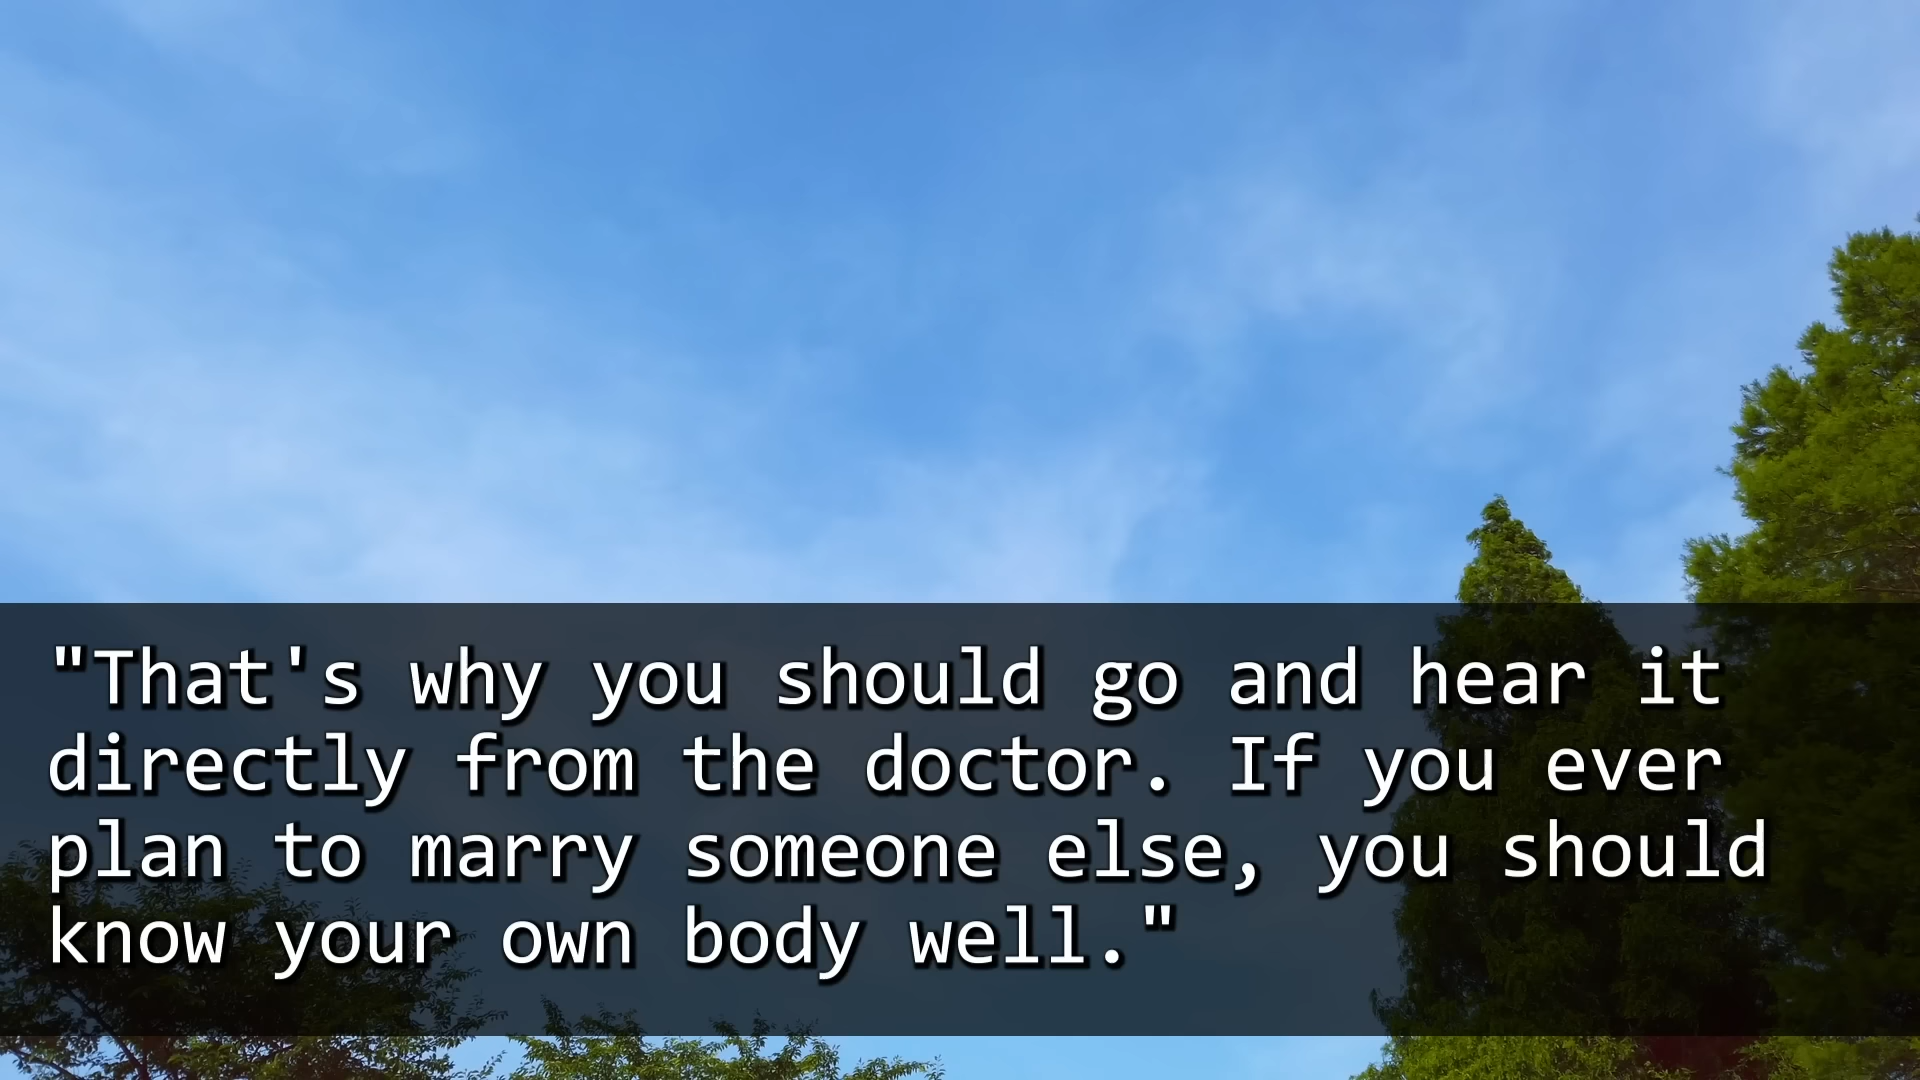 "That's why you should go and hear it
directly from the doctor. If you ever
plan to marry someone else, you should
know your own body well."